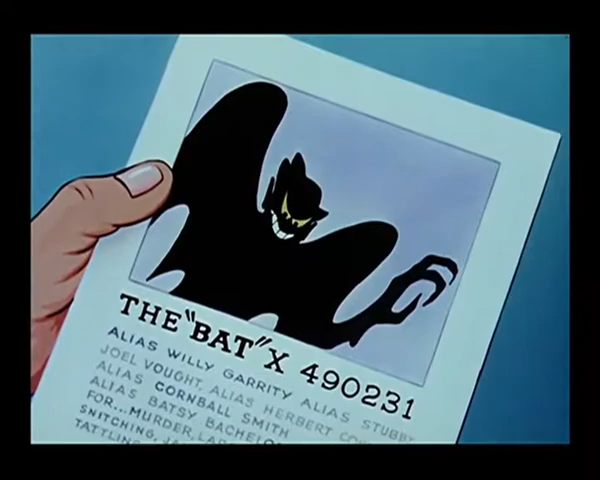 THE "BAT" X 490231
ALIAS WILLY GARRITY ALIAS STUBBY
JOEL VOUGHT, ALIAS HERBERT
ALIAS CORNBALL SMITH
ALIAS BATSY
FOR...MURDER,
SNITCHING,